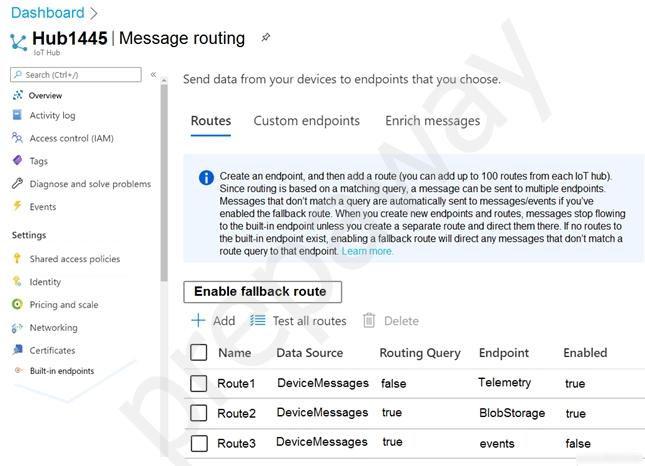 Dashboard >
Hub1445 | Message routing
IoT Hub
Search (Ctrl+/)
«
Overview
Activity log
Access control (IAM)
Tags
Diagnose and solve problems
Events
Settings
Shared access policies
Identity
Pricing and scale
Networking
Certificates
Built-in endpoints
Send data from your devices to endpoints that you choose.
Routes Custom endpoints Enrich messages
Create an endpoint, and then add a route (you can add up to 100 routes from each IoT hub).
Since routing is based on a matching query, a message can be sent to multiple endpoints.
Messages that don't match a query are automatically sent to messages/events if you've
enabled the fallback route. When you create new endpoints and routes, messages stop flowing
to the built-in endpoint unless you create a separate route and direct them there. If no routes to
the built-in endpoint exist, enabling a fallback route will direct any messages that don't match a
route query to that endpoint. Learn more.
Enable fallback route
Add Test all routes Delete
Name Data Source Routing Query Endpoint Enabled
Route1 DeviceMessages false Telemetry true
Route2 DeviceMessages true BlobStorage true
Route3 DeviceMessages true events false
prepaway